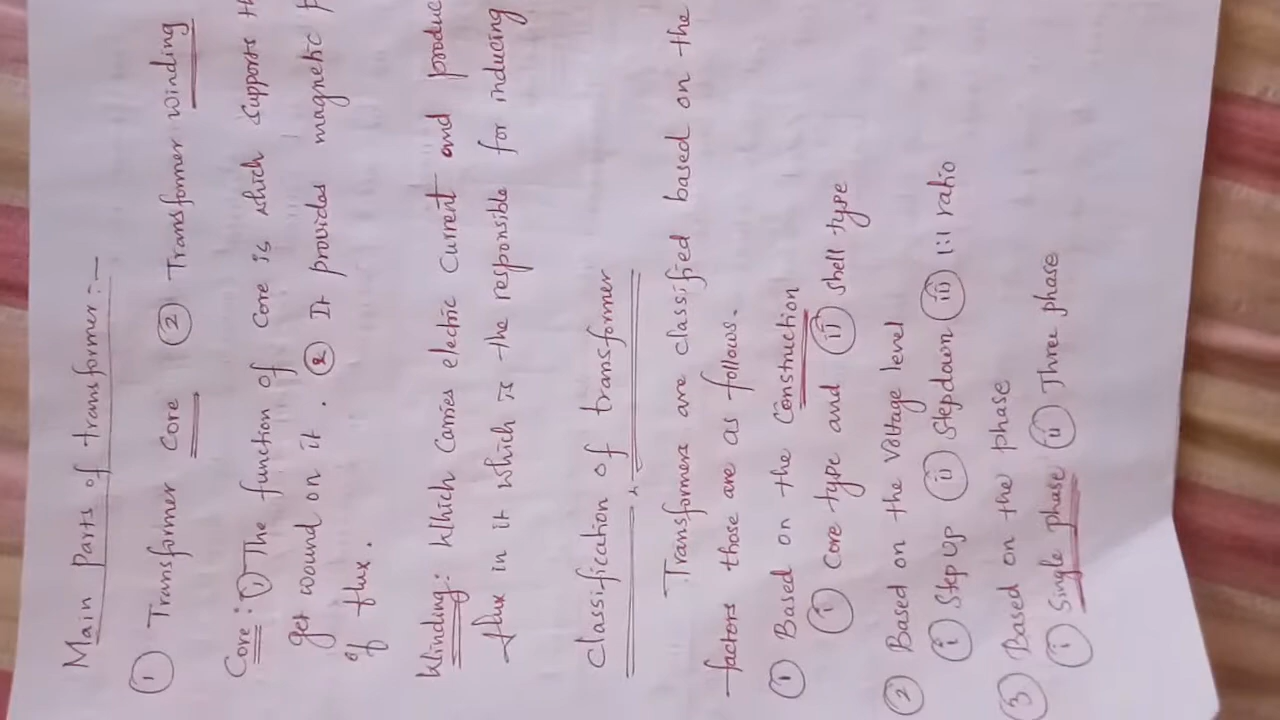 Main parts of transformer :-
① Transformer core ② Transformer winding
Core: ① The function of core is which supports
get wound on it. ② It provides magnetic
of flux.
Winding: Which carries electric current and
flux in it which is the responsible for inducing
Classification of transformer
Transformers are classified based on the
factors those are as follows.
① Based on the construction
ⓘ Core type and ⓘⓘ shell type
② Based on the voltage level
ⓘ Step up ⓘⓘ Stepdown ⓘⓘⓘ 1:1 ratio
③ Based on the phase
ⓘ Single phase ⓘⓘ Three phase